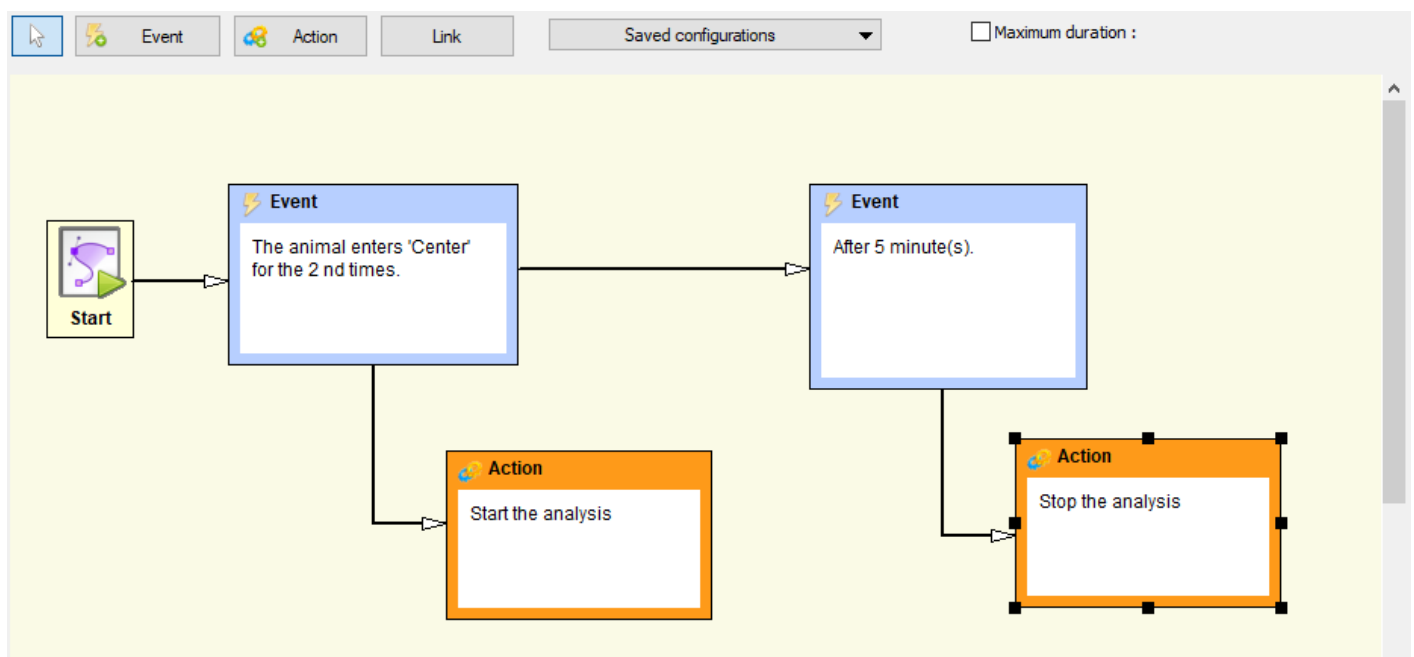 Event
Action
Link
Saved configurations
Maximum duration :
Event
The animal enters 'Center'
for the 2 nd times.
Event
After 5 minute(s).
Start
Action
Start the analysis
Action
Stop the analysis